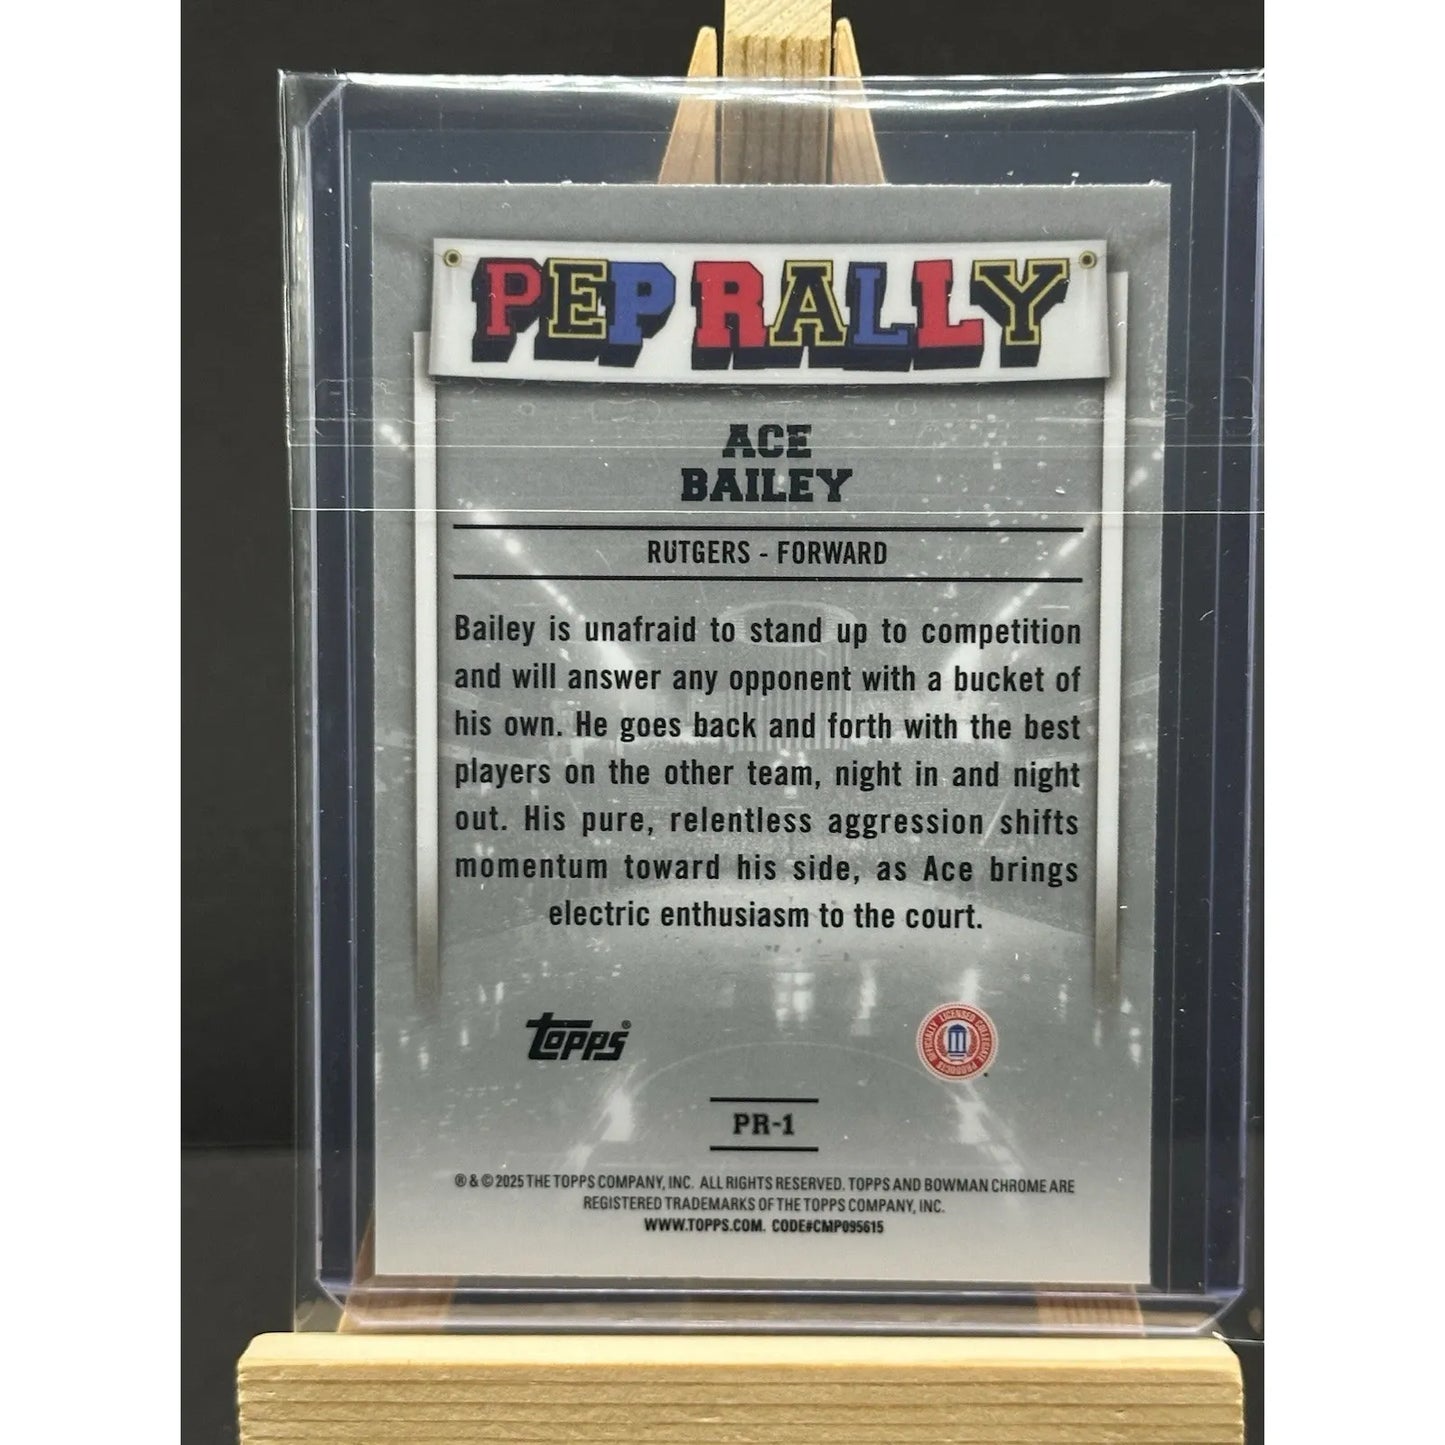 PEP RALLY
ACE
BAILEY
RUTGERS - FORWARD
Bailey is unafraid to stand up to competition
and will answer any opponent with a bucket of
his own. He goes back and forth with the best
players on the other team, night in and night
out. His pure, relentless aggression shifts
momentum toward his side, as Ace brings
electric enthusiasm to the court.
Topps®
OFFICIALLY LICENSED COLLEGIATE PRODUCTS
PR-1
® & © 2025 THE TOPPS COMPANY, INC. ALL RIGHTS RESERVED. TOPPS AND BOWMAN CHROME ARE
REGISTERED TRADEMARKS OF THE TOPPS COMPANY, INC.
WWW.TOPPS.COM. CODE#CMP095615